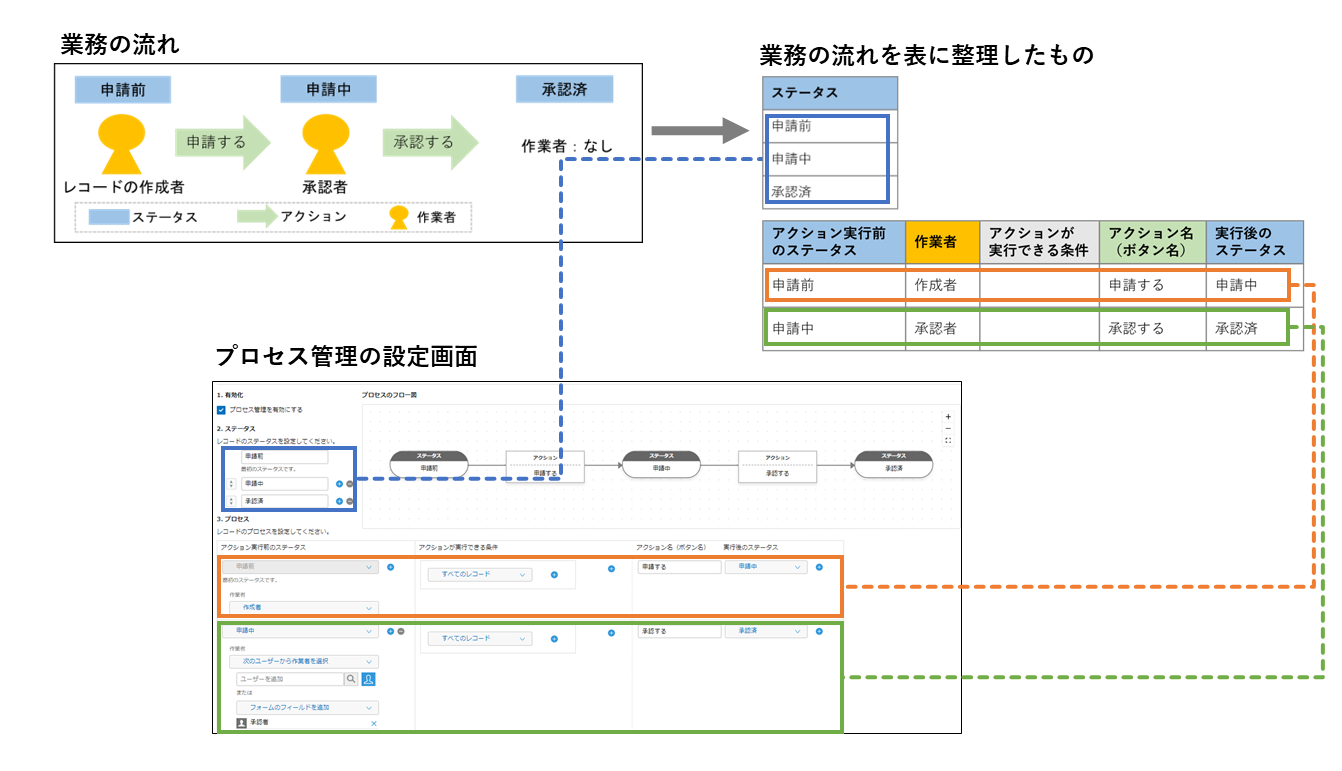 業務の流れ
申請前
申請中
承認済
申請する
承認する
作業者：なし
レコードの作成者
承認者
ステータス
アクション
作業者
業務の流れを表に整理したもの
ステータス
申請前
申請中
承認済
アクション実行前
のステータス
作業者
アクションが
実行できる条件
アクション名
（ボタン名）
実行後の
ステータス
申請前
作成者
申請する
申請中
申請中
承認者
承認する
承認済
プロセス管理の設定画面
1. 有効化
プロセス管理を有効にする
2. ステータス
レコードのステータスを設定してください。
申請前
最初のステータスです。
申請中
承認済
プロセスのフロー図
ステータス
申請前
アクション
申請する
ステータス
申請中
アクション
承認する
ステータス
承認済
3. プロセス
レコードのプロセスを設定してください。
アクション実行前のステータス
アクションが実行できる条件
アクション名（ボタン名）
実行後のステータス
申請前
最初のステータスです。
作業者
作成者
すべてのレコード
申請する
申請中
申請中
作業者
次のユーザーから作業者を選択
ユーザーを追加
または
フォームのフィールドを追加
承認者
すべてのレコード
承認する
承認済